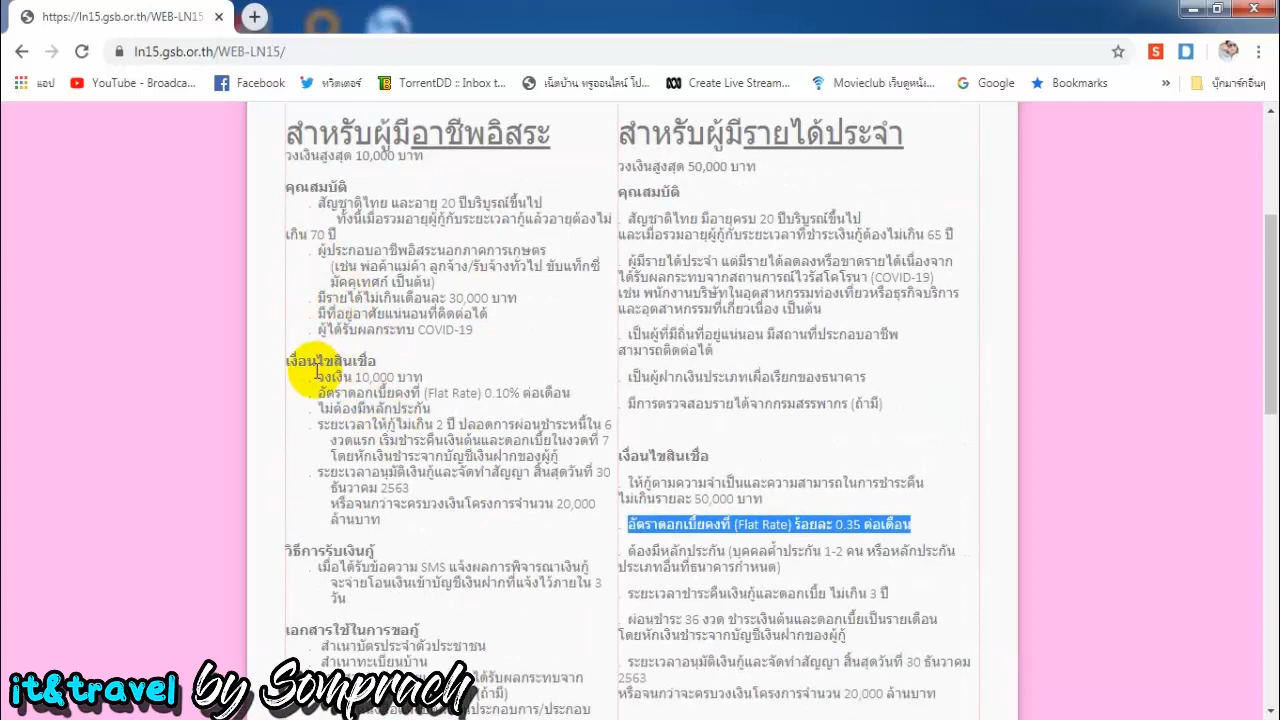 https://ln15.gsb.or.th/WEB-LN15
ln15.gsb.or.th/WEB-LN15/
แอป
YouTube - Broadca...
Facebook
ทวิตเตอร์
TorrentDD :: Inbox t...
เน็ตบ้าน ทรูออนไลน์ โป...
Create Live Stream...
Movieclub เว็บดูหนัง...
Google
Bookmarks
»
บุ๊กมาร์กอื่นๆ
สำหรับผู้มีอาชีพอิสระ
วงเงินสูงสุด 10,000 บาท
คุณสมบัติ
. สัญชาติไทย และอายุ 20 ปีบริบูรณ์ขึ้นไป
ทั้งนี้เมื่อรวมอายุผู้กู้กับระยะเวลากู้แล้วอายุต้องไม่
เกิน 70 ปี
. ผู้ประกอบอาชีพอิสระนอกภาคการเกษตร
(เช่น พ่อค้าแม่ค้า ลูกจ้าง/รับจ้างทั่วไป ขับแท็กซี่
มัคคุเทศก์ เป็นต้น)
. มีรายได้ไม่เกินเดือนละ 30,000 บาท
. มีที่อยู่อาศัยแน่นอนที่ติดต่อได้
. ผู้ได้รับผลกระทบ COVID-19
เงื่อนไขสินเชื่อ
. วงเงิน 10,000 บาท
. อัตราดอกเบี้ยคงที่ (Flat Rate) 0.10% ต่อเดือน
. ไม่ต้องมีหลักประกัน
. ระยะเวลาให้กู้ไม่เกิน 2 ปี ปลอดการผ่อนชำระหนี้ใน 6
งวดแรก เริ่มชำระคืนเงินต้นและดอกเบี้ยในงวดที่ 7
โดยหักเงินชำระจากบัญชีเงินฝากของผู้กู้
. ระยะเวลาอนุมัติเงินกู้และจัดทำสัญญา สิ้นสุดวันที่ 30
ธันวาคม 2563
หรือจนกว่าจะครบวงเงินโครงการจำนวน 20,000
ล้านบาท
วิธีการรับเงินกู้
. เมื่อได้รับข้อความ SMS แจ้งผลการพิจารณาเงินกู้
จะจ่ายโอนเงินเข้าบัญชีเงินฝากที่แจ้งไว้ภายใน 3
วัน
เอกสารใช้ในการขอกู้
. สำเนาบัตรประจำตัวประชาชน
. สำเนาทะเบียนบ้าน
ได้รับผลกระทบจาก
(ถ้ามี)
ประกอบการ/ประกอบ
สำหรับผู้มีรายได้ประจำ
วงเงินสูงสุด 50,000 บาท
คุณสมบัติ
. สัญชาติไทย มีอายุครบ 20 ปีบริบูรณ์ขึ้นไป
และเมื่อรวมอายุผู้กู้กับระยะเวลาที่ชำระเงินกู้ต้องไม่เกิน 65 ปี
. ผู้มีรายได้ประจำ แต่มีรายได้ลดลงหรือขาดรายได้เนื่องจาก
ได้รับผลกระทบจากสถานการณ์ไวรัสโคโรนา (COVID-19)
เช่น พนักงานบริษัทในอุตสาหกรรมท่องเที่ยวหรือธุรกิจบริการ
และอุตสาหกรรมที่เกี่ยวเนื่อง เป็นต้น
. เป็นผู้ที่มีถิ่นที่อยู่แน่นอน มีสถานที่ประกอบอาชีพ
สามารถติดต่อได้
. เป็นผู้ฝากเงินประเภทเผื่อเรียกของธนาคาร
. มีการตรวจสอบรายได้จากกรมสรรพากร (ถ้ามี)
เงื่อนไขสินเชื่อ
. ให้กู้ตามความจำเป็นและความสามารถในการชำระคืน
ไม่เกินรายละ 50,000 บาท
. อัตราดอกเบี้ยคงที่ (Flat Rate) ร้อยละ 0.35 ต่อเดือน
. ต้องมีหลักประกัน (บุคคลค้ำประกัน 1-2 คน หรือหลักประกัน
ประเภทอื่นที่ธนาคารกำหนด)
. ระยะเวลาชำระคืนเงินกู้และดอกเบี้ย ไม่เกิน 3 ปี
. ผ่อนชำระ 36 งวด ชำระเงินต้นและดอกเบี้ยเป็นรายเดือน
โดยหักเงินชำระจากบัญชีเงินฝากของผู้กู้
. ระยะเวลาอนุมัติเงินกู้และจัดทำสัญญา สิ้นสุดวันที่ 30 ธันวาคม
2563
หรือจนกว่าจะครบวงเงินโครงการจำนวน 20,000 ล้านบาท
it&travel by Somprach